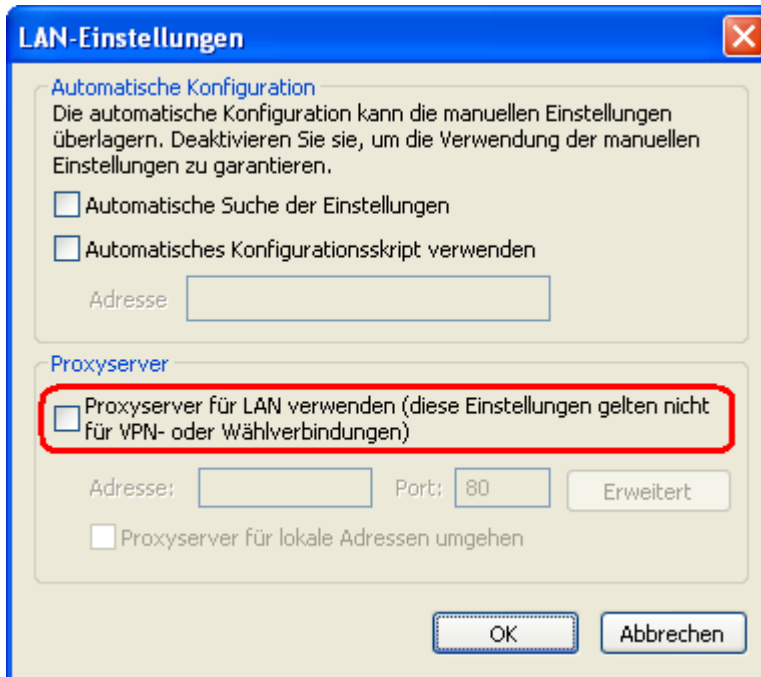 LAN-Einstellungen
Automatische Konfiguration
Die automatische Konfiguration kann die manuellen Einstellungen
überlagern. Deaktivieren Sie sie, um die Verwendung der manuellen
Einstellungen zu garantieren.
Automatische Suche der Einstellungen
Automatisches Konfigurationsskript verwenden
Adresse
Proxyserver
Proxyserver für LAN verwenden (diese Einstellungen gelten nicht
für VPN- oder Wählverbindungen)
Adresse: Port: 80 Erweitert
Proxyserver für lokale Adressen umgehen
OK Abbrechen